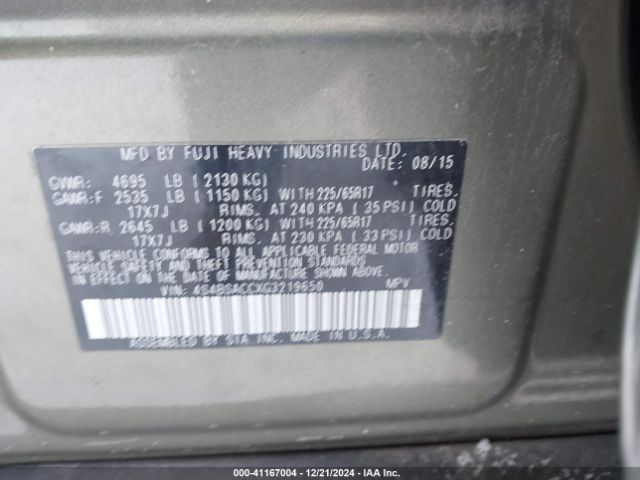 MFD BY FUJI HEAVY INDUSTRIES LTD.
DATE: 08/15
GVWR: 4695 LB ( 2130 KG)
GAWR:F 2535 LB ( 1150 KG) WITH 225/65R17 TIRES,
17X7J RIMS, AT 240 KPA ( 35 PSI) COLD
GAWR:R 2645 LB ( 1200 KG) WITH 225/65R17 TIRES,
17X7J RIMS, AT 230 KPA ( 33 PSI) COLD
THIS VEHICLE CONFORMS TO ALL APPLICABLE FEDERAL MOTOR
VEHICLE SAFETY AND THEFT PREVENTION STANDARDS IN
EFFECT ON THE DATE OF MANUFACTURE SHOWN ABOVE.
VIN: 4S4BSACCXG3219650 MPV
ASSEMBLED BY SIA INC. MADE IN U.S.A.
000-41167004 | 12/21/2024 | IAA Inc.